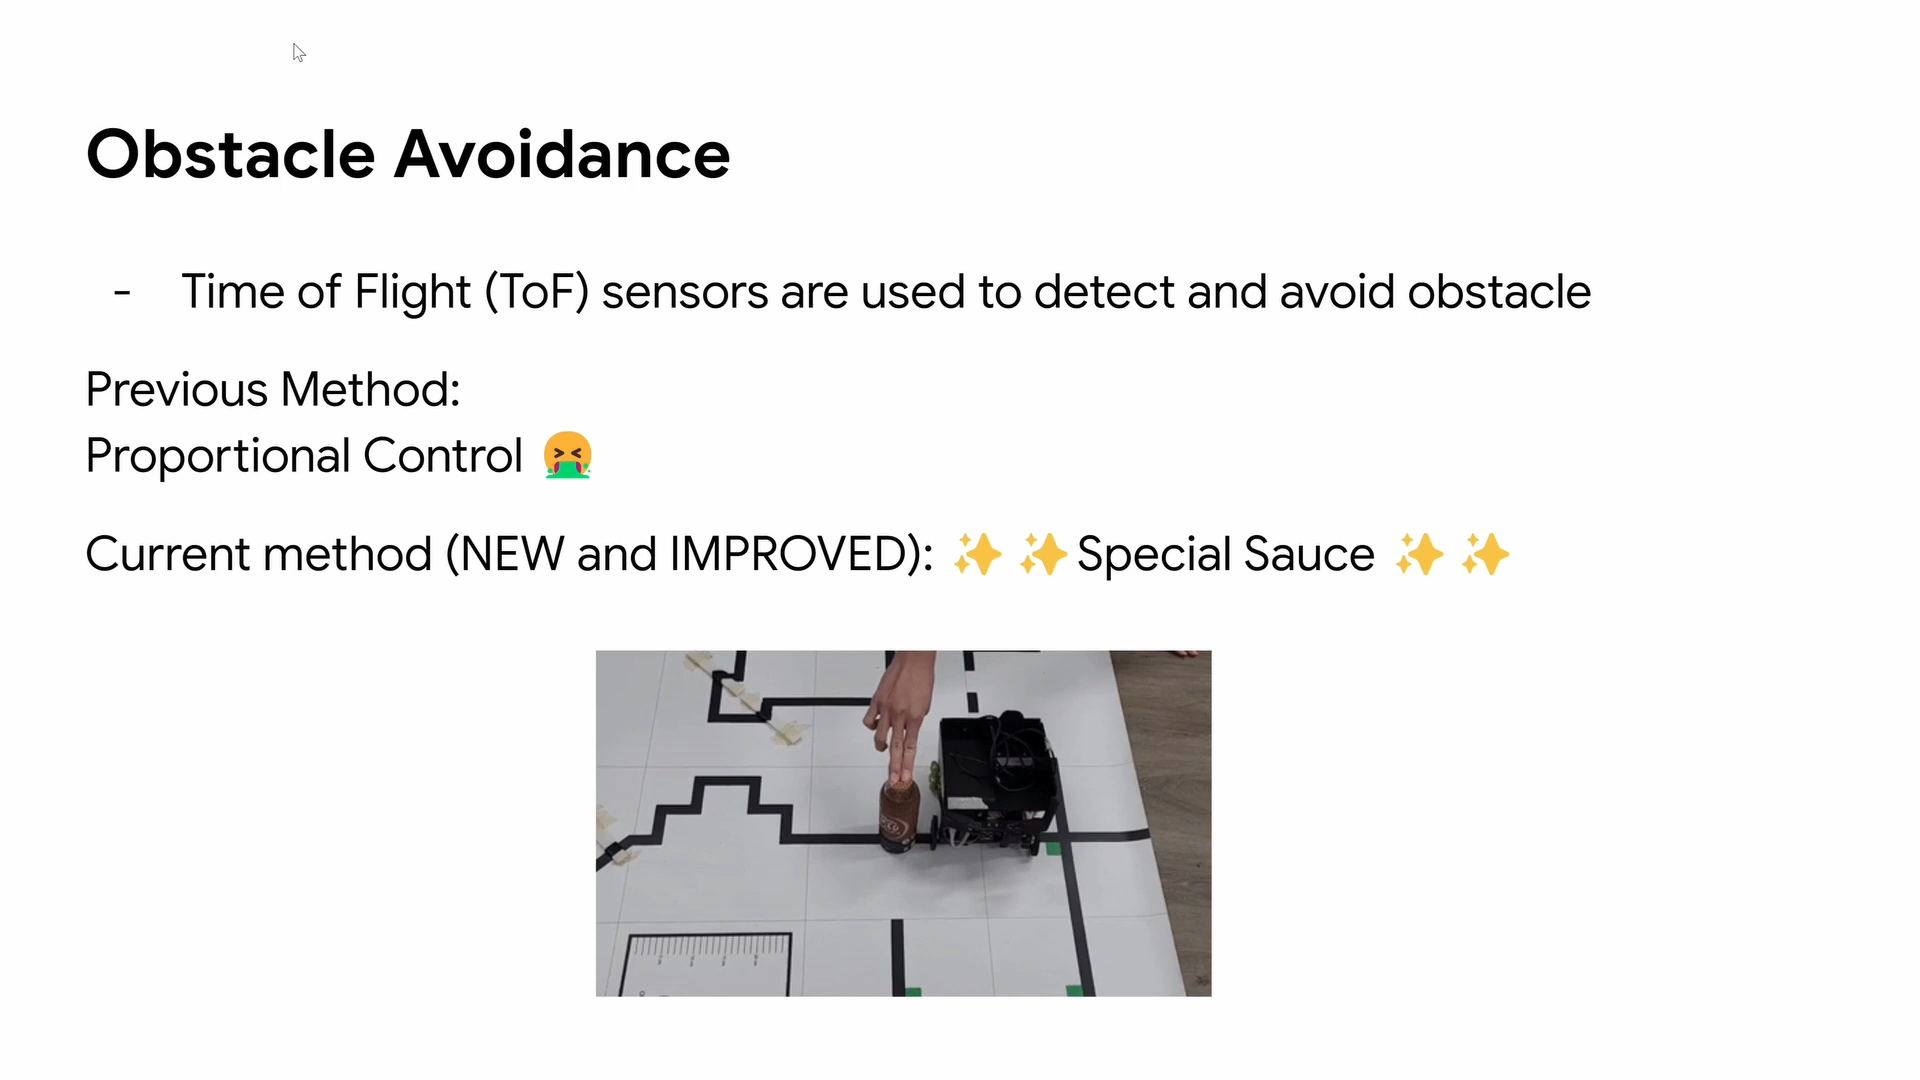 Obstacle Avoidance
- Time of Flight (ToF) sensors are used to detect and avoid obstacle
Previous Method:
Proportional Control 🤮
Current method (NEW and IMPROVED): ✨ ✨ Special Sauce ✨ ✨